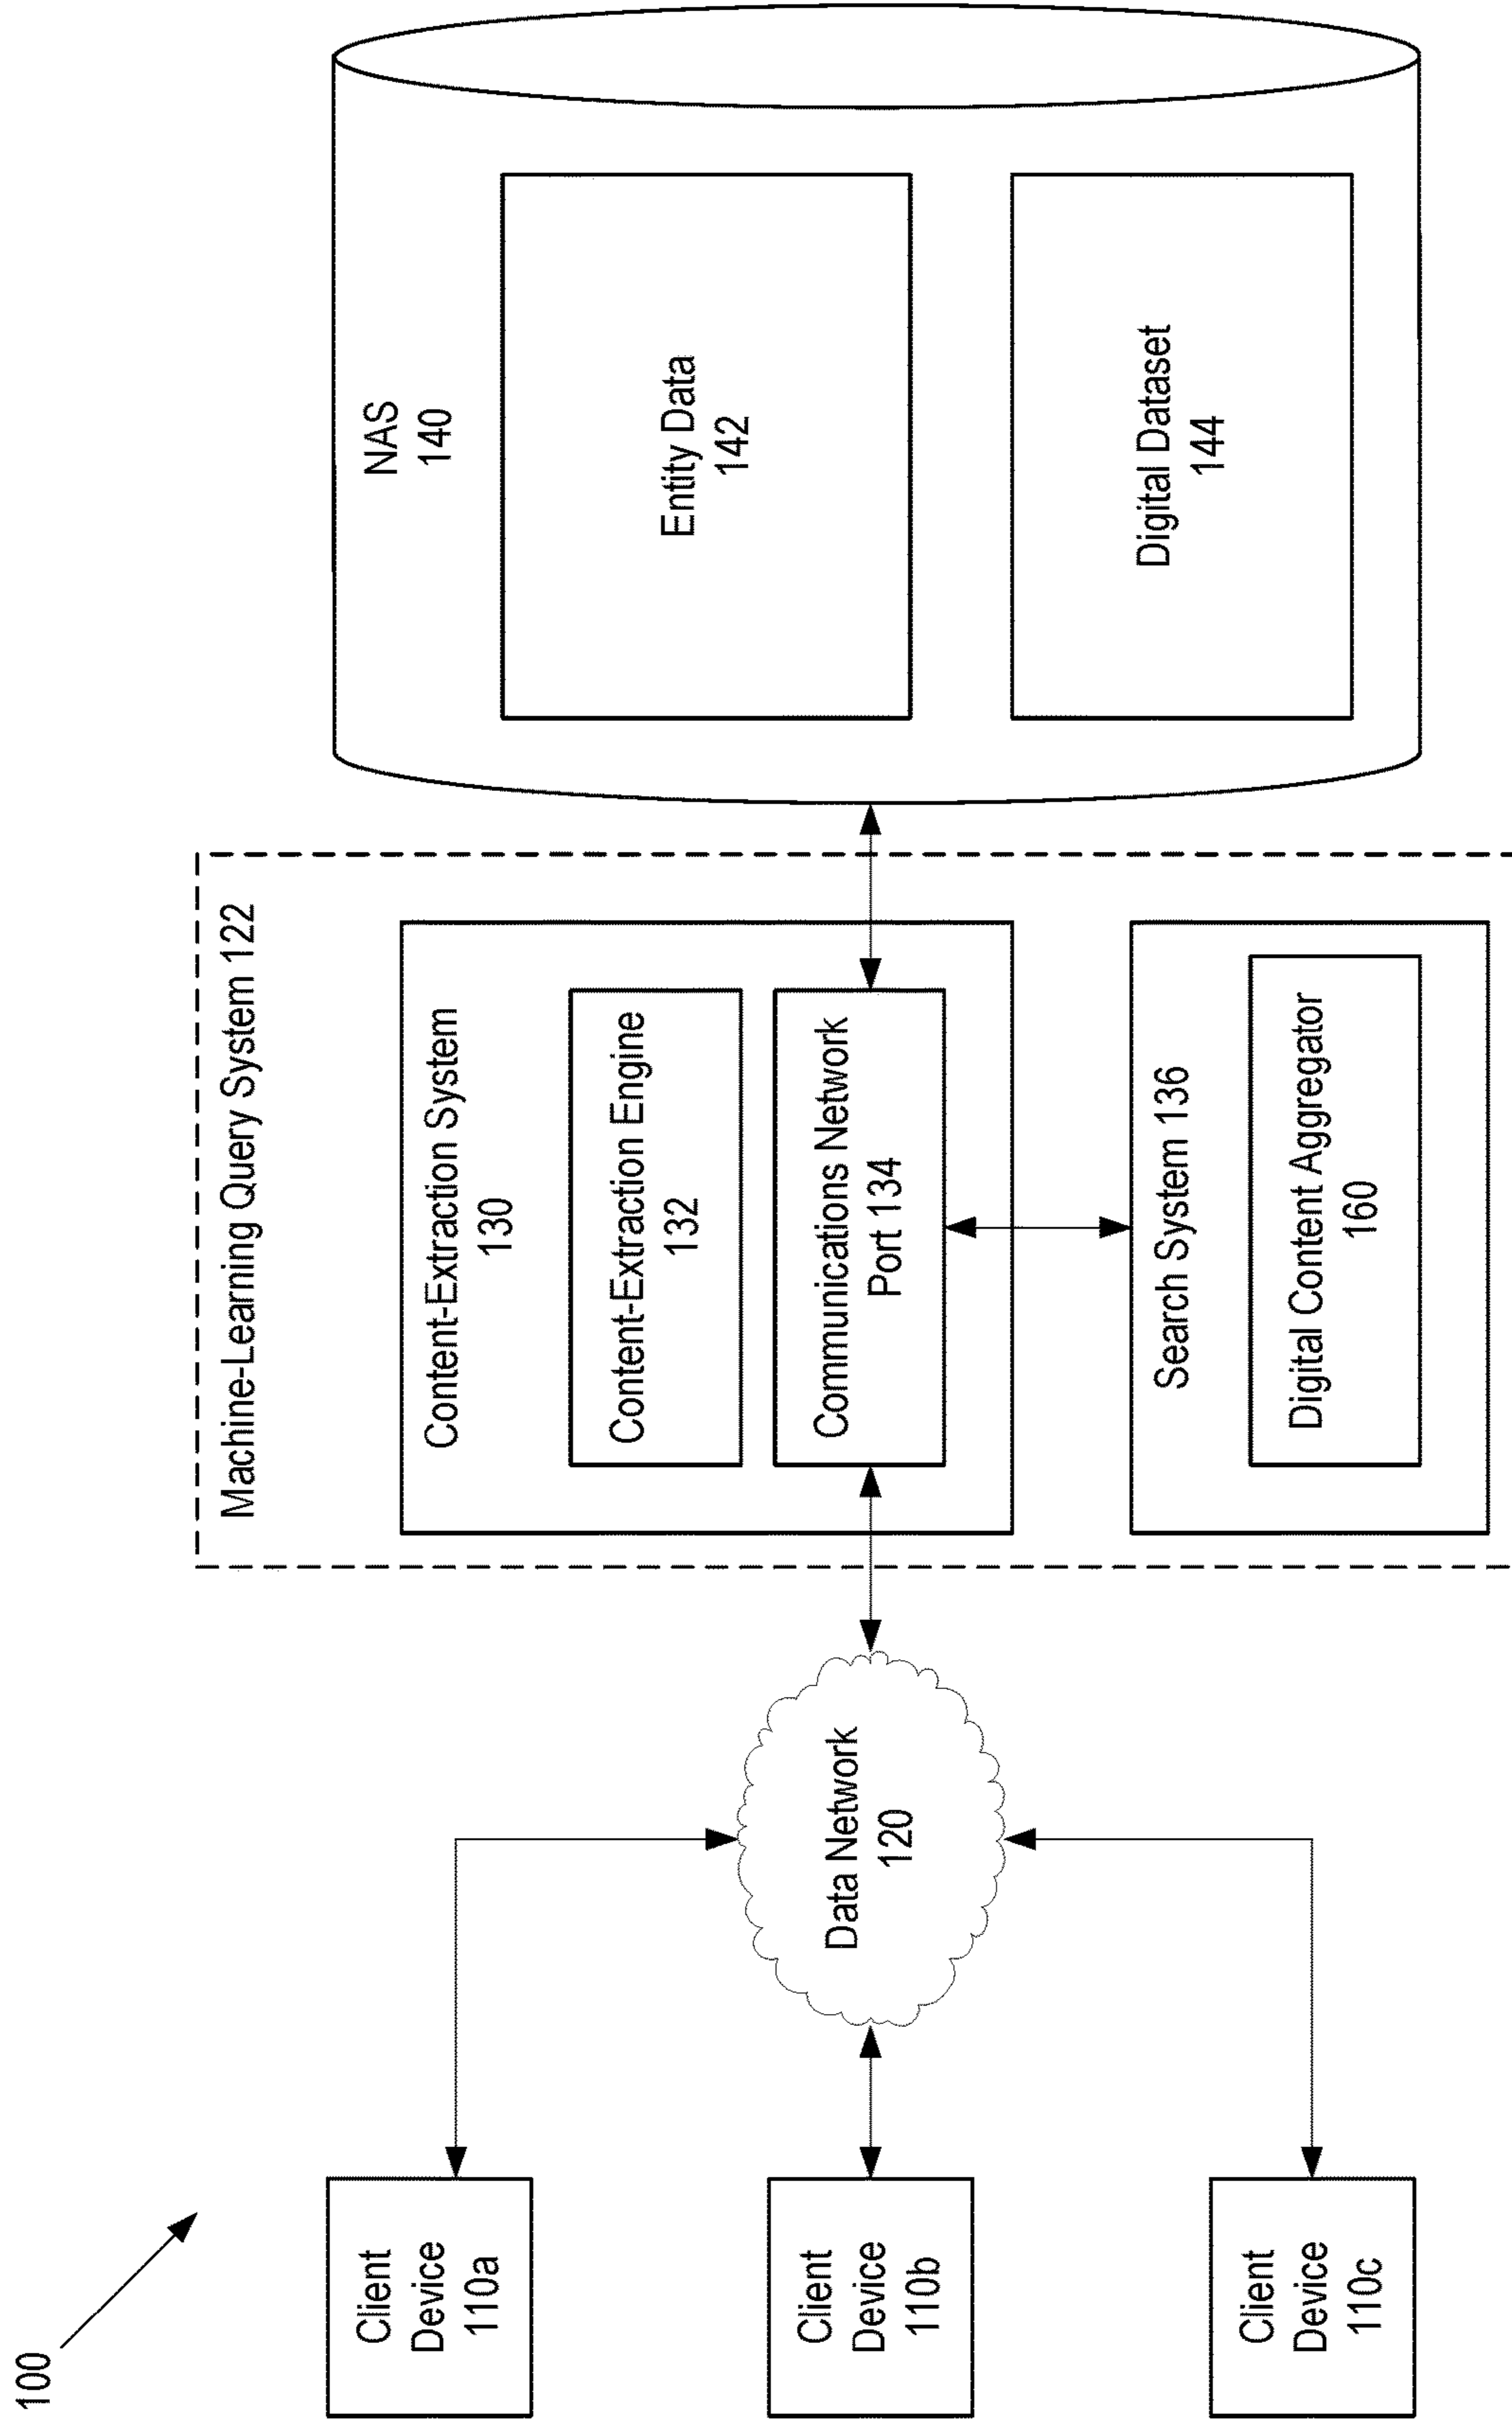 100
Client
Device
110a
Client
Device
110b
Client
Device
110c
Data Network
120
Machine-Learning Query System 122
Content-Extraction System
130
Content-Extraction Engine
132
Communications Network
Port 134
Search System 136
Digital Content Aggregator
160
NAS
140
Entity Data
142
Digital Dataset
144